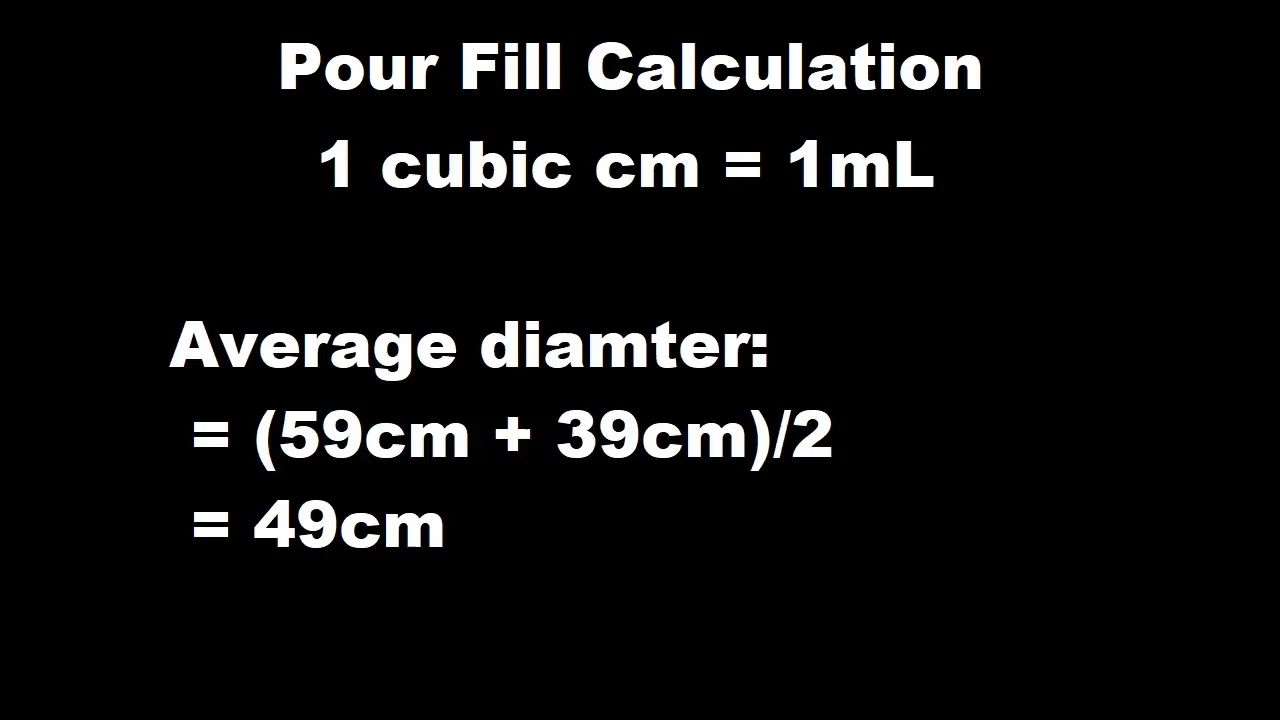 Pour Fill Calculation
1 cubic cm = 1mL
Average diamter:
= (59cm + 39cm)/2
= 49cm